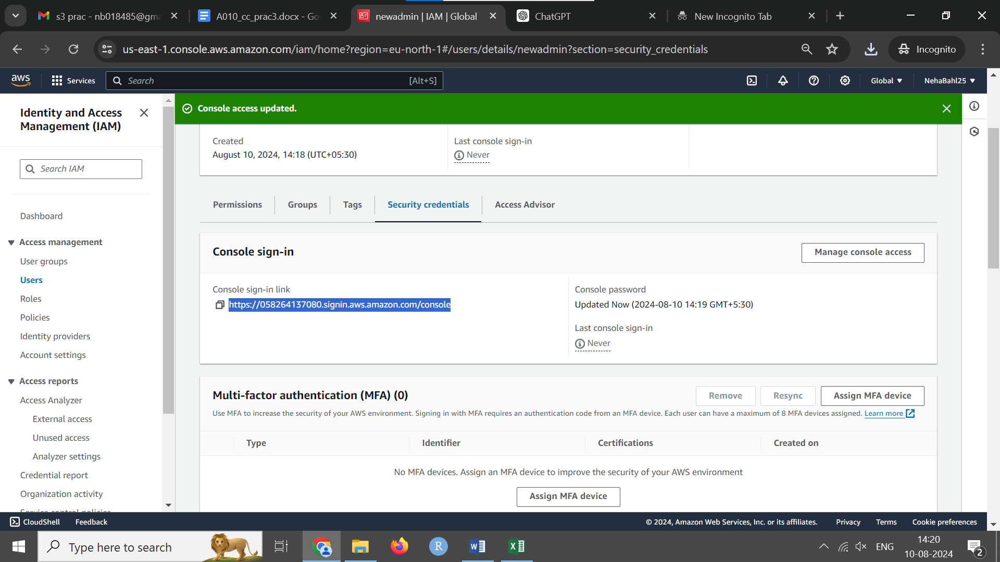 s3 prac - nb018485@gma
A010_cc_prac3.docx - Go
newadmin | IAM | Global
ChatGPT
New Incognito Tab
us-east-1.console.aws.amazon.com/iam/home?region=eu-north-1#/users/details/newadmin?section=security_credentials
Incognito
aws
Services
Search
[Alt+S]
Global
NehaBahl25
Identity and Access
Management (IAM)
Search IAM
Dashboard
Access management
User groups
Users
Roles
Policies
Identity providers
Account settings
Access reports
Access Analyzer
External access
Unused access
Analyzer settings
Credential report
Organization activity
Service control policies
Console access updated.
Created
August 10, 2024, 14:18 (UTC+05:30)
Last console sign-in
Never
Permissions
Groups
Tags
Security credentials
Access Advisor
Console sign-in
Manage console access
Console sign-in link
https://058264137080.signin.aws.amazon.com/console
Console password
Updated Now (2024-08-10 14:19 GMT+5:30)
Last console sign-in
Never
Multi-factor authentication (MFA) (0)
Remove
Resync
Assign MFA device
Use MFA to increase the security of your AWS environment. Signing in with MFA requires an authentication code from an MFA device. Each user can have a maximum of 8 MFA devices assigned. Learn more
Type
Identifier
Certifications
Created on
No MFA devices. Assign an MFA device to improve the security of your AWS environment
Assign MFA device
CloudShell
Feedback
© 2024, Amazon Web Services, Inc. or its affiliates.
Privacy
Terms
Cookie preferences
Type here to search
R
W
X
ENG
14:20
10-08-2024
2